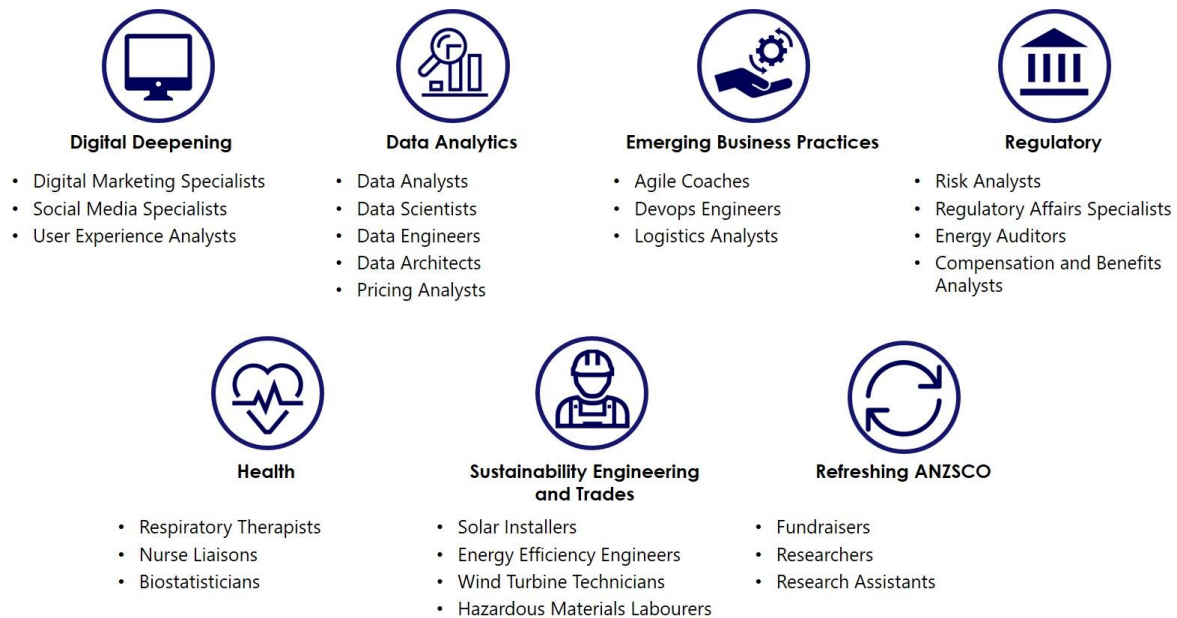 Digital Deepening
• Digital Marketing Specialists
• Social Media Specialists
• User Experience Analysts
Data Analytics
• Data Analysts
• Data Scientists
• Data Engineers
• Data Architects
• Pricing Analysts
Emerging Business Practices
• Agile Coaches
• Devops Engineers
• Logistics Analysts
Regulatory
• Risk Analysts
• Regulatory Affairs Specialists
• Energy Auditors
• Compensation and Benefits
Analysts
Health
• Respiratory Therapists
• Nurse Liaisons
• Biostatisticians
Sustainability Engineering
and Trades
• Solar Installers
• Energy Efficiency Engineers
• Wind Turbine Technicians
• Hazardous Materials Labourers
Refreshing ANZSCO
• Fundraisers
• Researchers
• Research Assistants